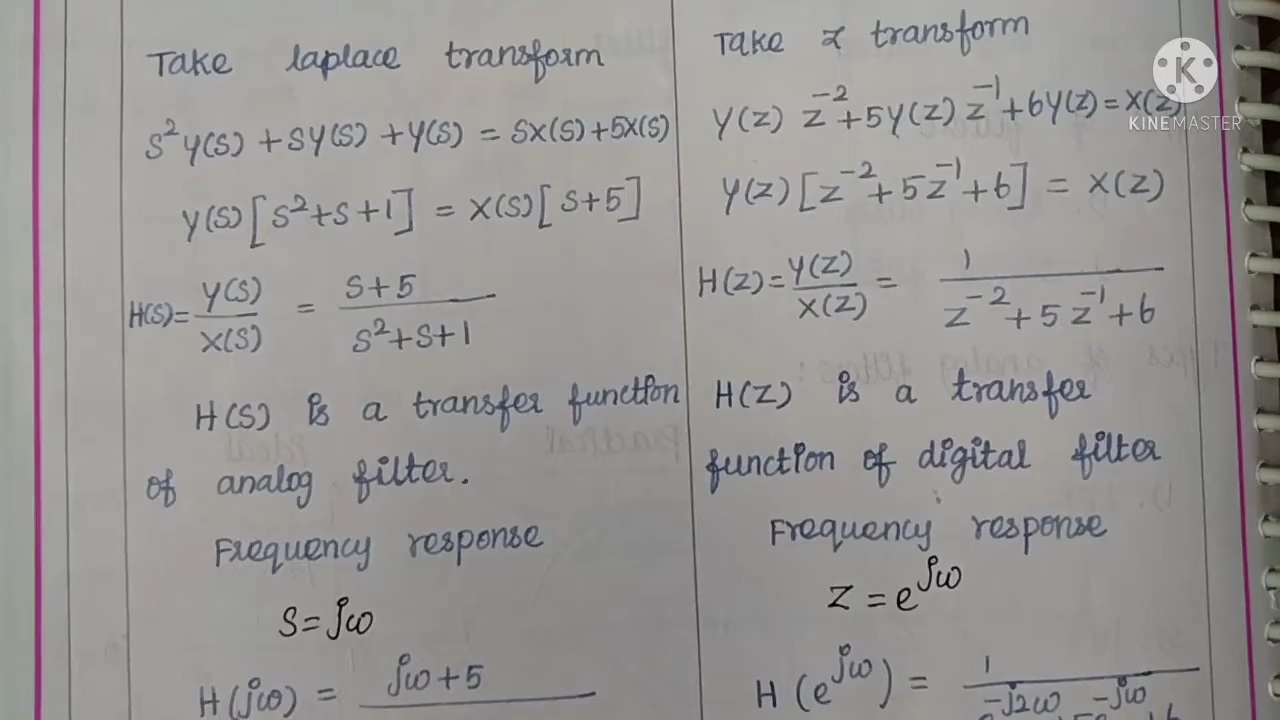 Take laplace transform
S²Y(S) + SY(S) + Y(S) = SX(S) + 5X(S)
Y(S) [S² + S + 1] = X(S) [S + 5]
H(S) = Y(S)/X(S) = S + 5 / S² + S + 1
H(S) is a transfer function
of analog filter.
Frequency response
S = jω
H(jω) = jω + 5
Take z transform
Y(Z) Z⁻² + 5Y(Z) Z⁻¹ + 6Y(Z) = X(Z)
Y(Z) [Z⁻² + 5Z⁻¹ + 6] = X(Z)
H(Z) = Y(Z)/X(Z) = 1 / Z⁻² + 5Z⁻¹ + 6
H(Z) is a transfer
function of digital filter
Frequency response
Z = e^jω
H(e^jω) = 1
K
KINEMASTER